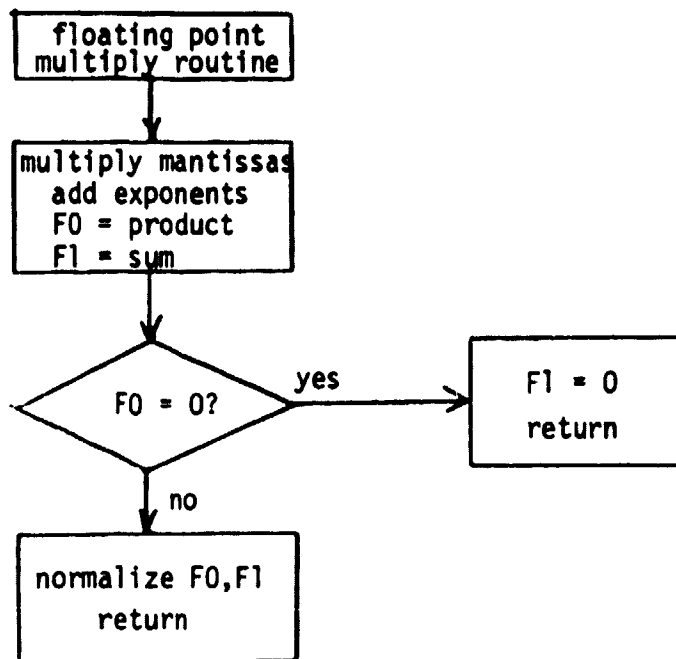 floating point
multiply routine
multiply mantissas
add exponents
F0 = product
F1 = sum
F0 = 0?
yes
F1 = 0
return
no
normalize F0,F1
return